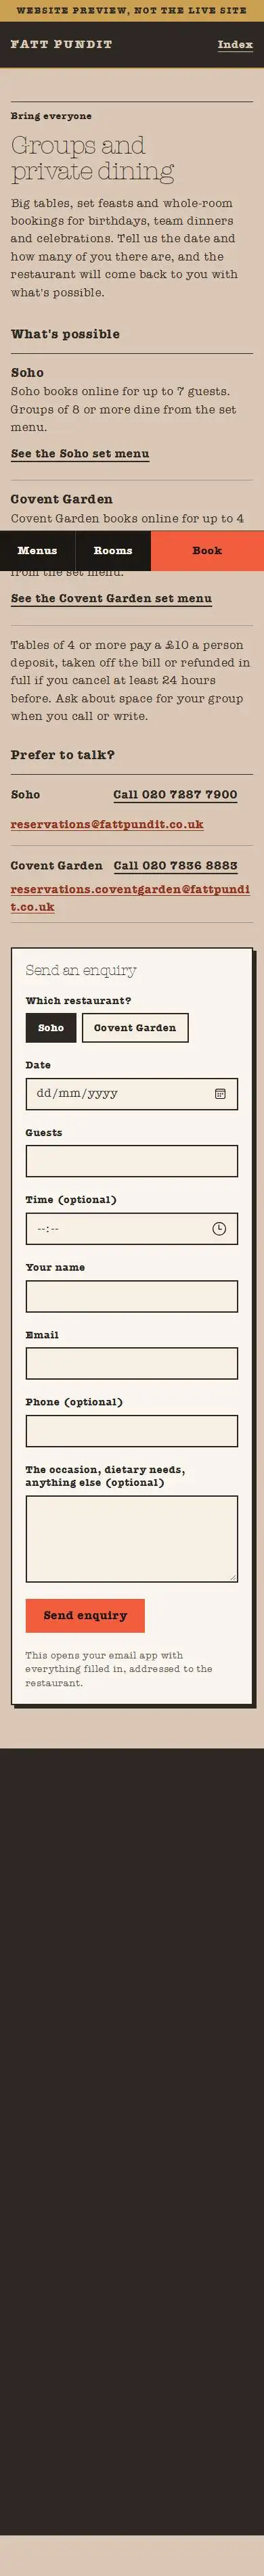 WEBSITE PREVIEW, NOT THE LIVE SITE
FATT PUNDIT
Index
Bring everyone
Groups and
private dining
Big tables, set feasts and whole-room
bookings for birthdays, team dinners
and celebrations. Tell us the date and
how many of you there are, and the
restaurant will come back to you with
what's possible.
What's possible
Soho
Soho books online for up to 7 guests.
Groups of 8 or more dine from the set
menu.
See the Soho set menu
Covent Garden
Covent Garden books online for up to 4
Menus
Rooms
Book
from the set menu.
See the Covent Garden set menu
Tables of 4 or more pay a £10 a person
deposit, taken off the bill or refunded in
full if you cancel at least 24 hours
before. Ask about space for your group
when you call or write.
Prefer to talk?
Soho
Call 020 7287 7900
reservations@fattpundit.co.uk
Covent Garden
Call 020 7836 8883
reservations.coventgarden@fattpundi
t.co.uk
Send an enquiry
Which restaurant?
Soho
Covent Garden
Date
dd/mm/yyyy
Guests
Time (optional)
--:--
Your name
Email
Phone (optional)
The occasion, dietary needs,
anything else (optional)
Send enquiry
This opens your email app with
everything filled in, addressed to the
restaurant.